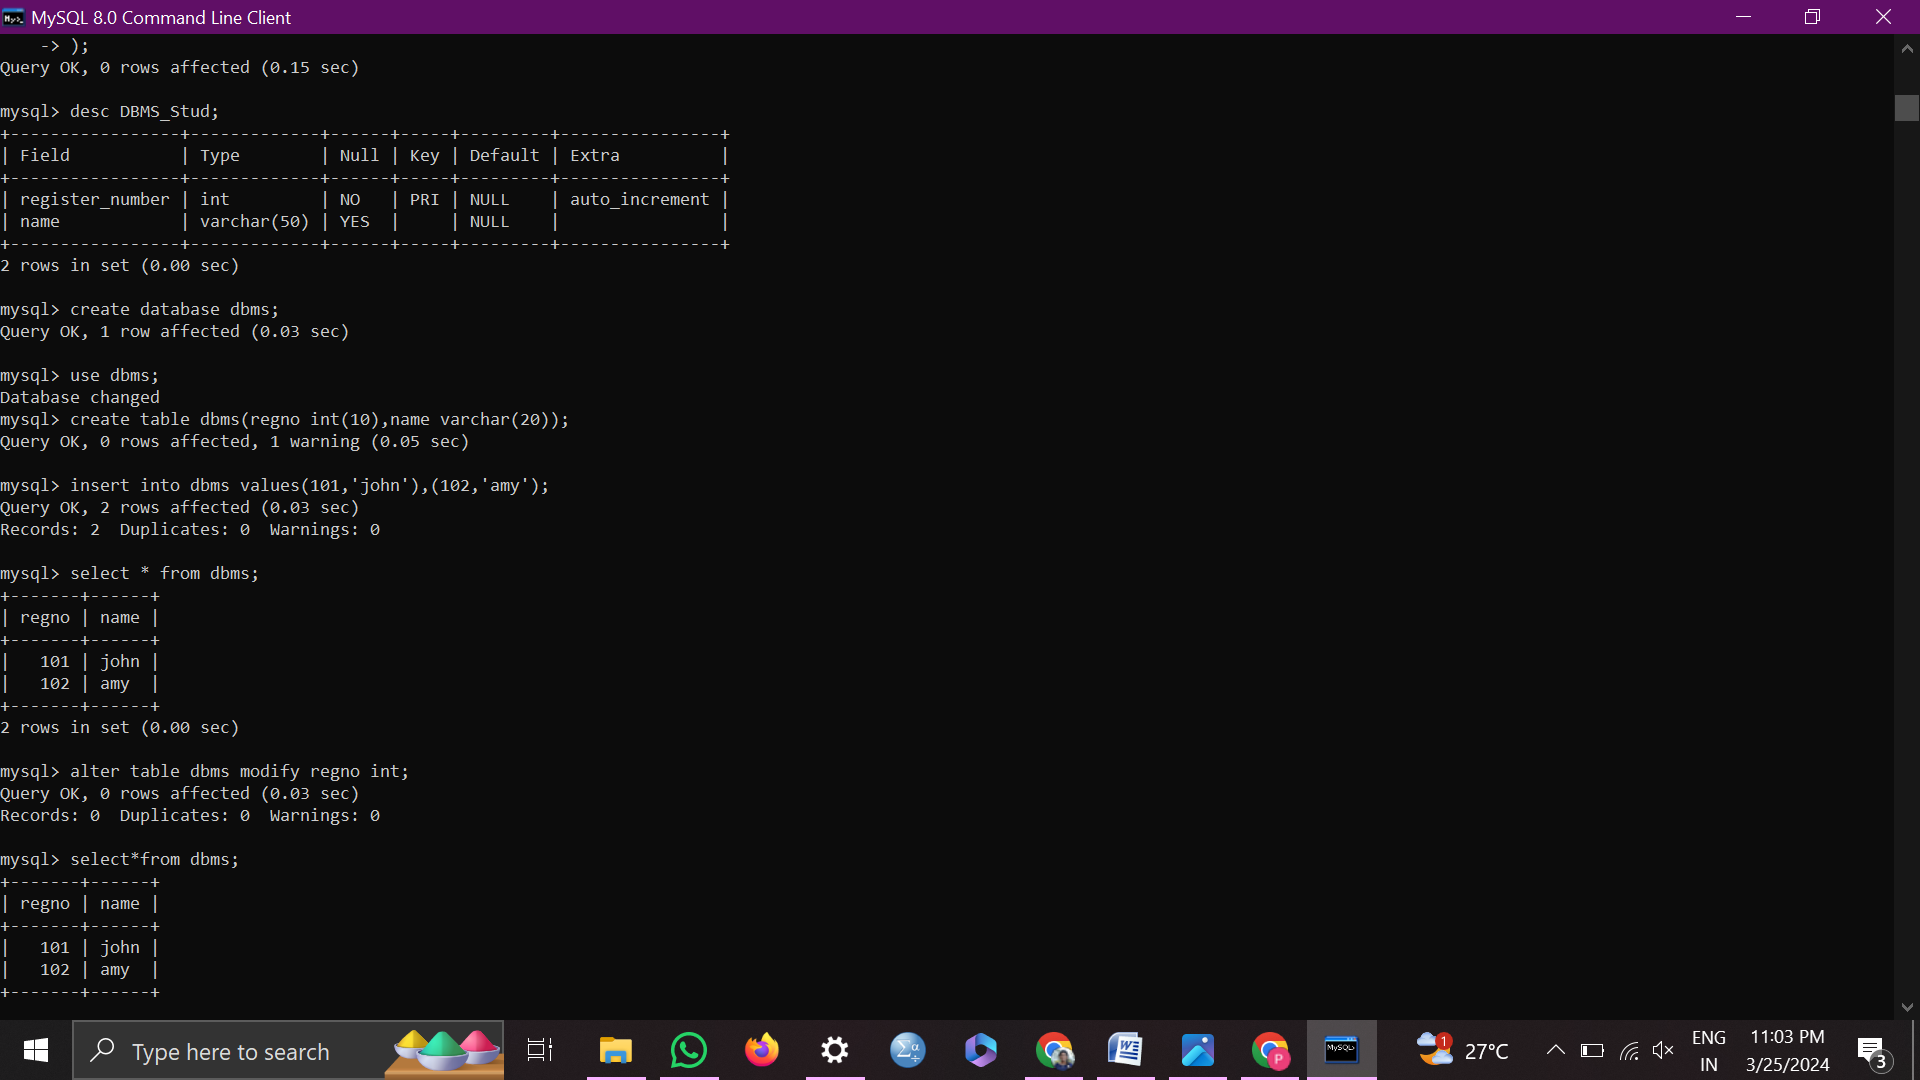 MySQL 8.0 Command Line Client
    -> );
Query OK, 0 rows affected (0.15 sec)

mysql> desc DBMS_Stud;
+-----------------+-------------+------+-----+---------+----------------+
| Field           | Type        | Null | Key | Default | Extra          |
+-----------------+-------------+------+-----+---------+----------------+
| register_number | int         | NO   | PRI | NULL    | auto_increment |
| name            | varchar(50) | YES  |     | NULL    |                |
+-----------------+-------------+------+-----+---------+----------------+
2 rows in set (0.00 sec)

mysql> create database dbms;
Query OK, 1 row affected (0.03 sec)

mysql> use dbms;
Database changed
mysql> create table dbms(regno int(10),name varchar(20));
Query OK, 0 rows affected, 1 warning (0.05 sec)

mysql> insert into dbms values(101,'john'),(102,'amy');
Query OK, 2 rows affected (0.03 sec)
Records: 2  Duplicates: 0  Warnings: 0

mysql> select * from dbms;
+-------+------+
| regno | name |
+-------+------+
|   101 | john |
|   102 | amy  |
+-------+------+
2 rows in set (0.00 sec)

mysql> alter table dbms modify regno int;
Query OK, 0 rows affected (0.03 sec)
Records: 0  Duplicates: 0  Warnings: 0

mysql> select*from dbms;
+-------+------+
| regno | name |
+-------+------+
|   101 | john |
|   102 | amy  |
+-------+------+
Type here to search
Σα
W
P
MySQL>
1
27°C
ENG
IN
11:03 PM
3/25/2024
3